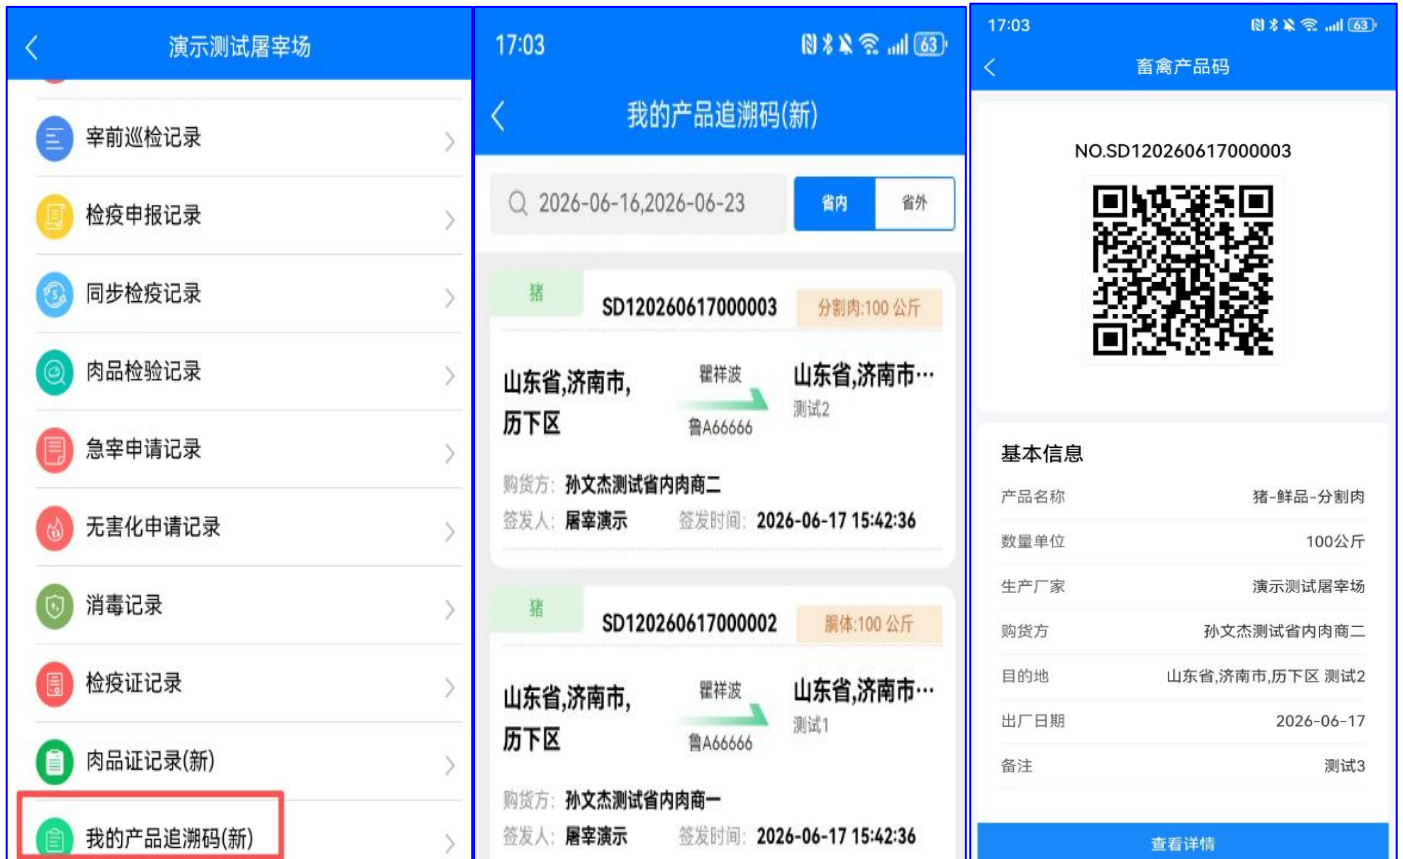 演示测试屠宰场
宰前巡检记录
检疫申报记录
同步检疫记录
肉品检验记录
急宰申请记录
无害化申请记录
消毒记录
检疫证记录
肉品证记录(新)
我的产品追溯码(新)
17:03
63
我的产品追溯码(新)
2026-06-16,2026-06-23
省内
省外
猪
SD120260617000003
分割肉:100 公斤
山东省,济南市,
历下区
瞿祥波
鲁A66666
山东省,济南市…
测试2
购货方: 孙文杰测试省内肉商二
签发人: 屠宰演示 签发时间: 2026-06-17 15:42:36
猪
SD120260617000002
胴体:100 公斤
山东省,济南市,
历下区
瞿祥波
鲁A66666
山东省,济南市…
测试1
购货方: 孙文杰测试省内肉商一
签发人: 屠宰演示 签发时间: 2026-06-17 15:42:36
17:03
63
畜禽产品码
NO.SD120260617000003
基本信息
产品名称 猪-鲜品-分割肉
数量单位 100公斤
生产厂家 演示测试屠宰场
购货方 孙文杰测试省内肉商二
目的地 山东省,济南市,历下区 测试2
出厂日期 2026-06-17
备注 测试3
查看详情